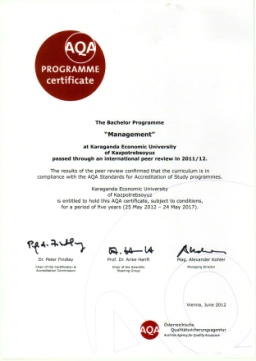 AQA
PROGRAMME
certificate
The Bachelor Programme
"Management"
at Karaganda Economic University
of Kazpotrebsoyuz
passed through an international peer review in 2011/12.
The results of the peer review confirmed that the curriculum is in
compliance with the AQA Standards for Accreditation of Study programmes.
Karaganda Economic University
of Kazpotrebsoyuz
is entitled to hold this AQA certificate, subject to conditions,
for a period of five years (25 May 2012 – 24 May 2017).
Dr. Peter Findlay
Chair of the Certification &
Accreditation Commission
Prof. Dr. Anke Hanft
Chair of the Scientific
Steering Group
Mag. Alexander Kohler
Managing Director
Vienna, June 2012
AQA
Österreichische
Qualitätssicherungsagentur
Austrian Agency for Quality Assurance